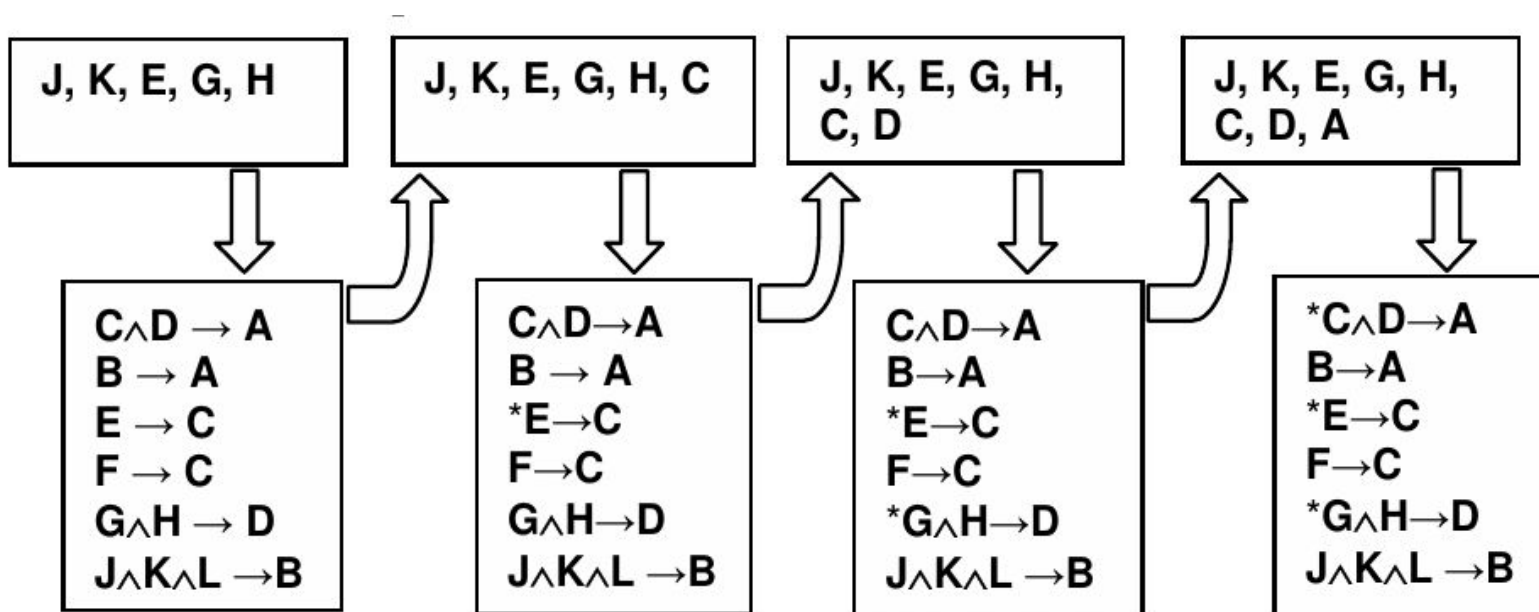 J, K, E, G, H
J, K, E, G, H, C
J, K, E, G, H,
C, D
J, K, E, G, H,
C, D, A
C∧D → A
B → A
E → C
F → C
G∧H → D
J∧K∧L →B
C∧D→A
B → A
*E→C
F→C
G∧H→D
J∧K∧L →B
C∧D→A
B→A
*E→C
F→C
*G∧H→D
J∧K∧L →B
*C∧D→A
B→A
*E→C
F→C
*G∧H→D
J∧K∧L →B